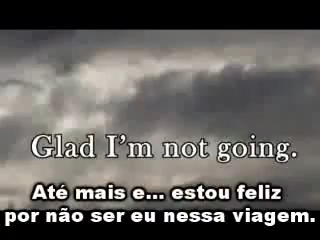 Glad I'm not going.
Até mais e... estou feliz
por não ser eu nessa viagem.